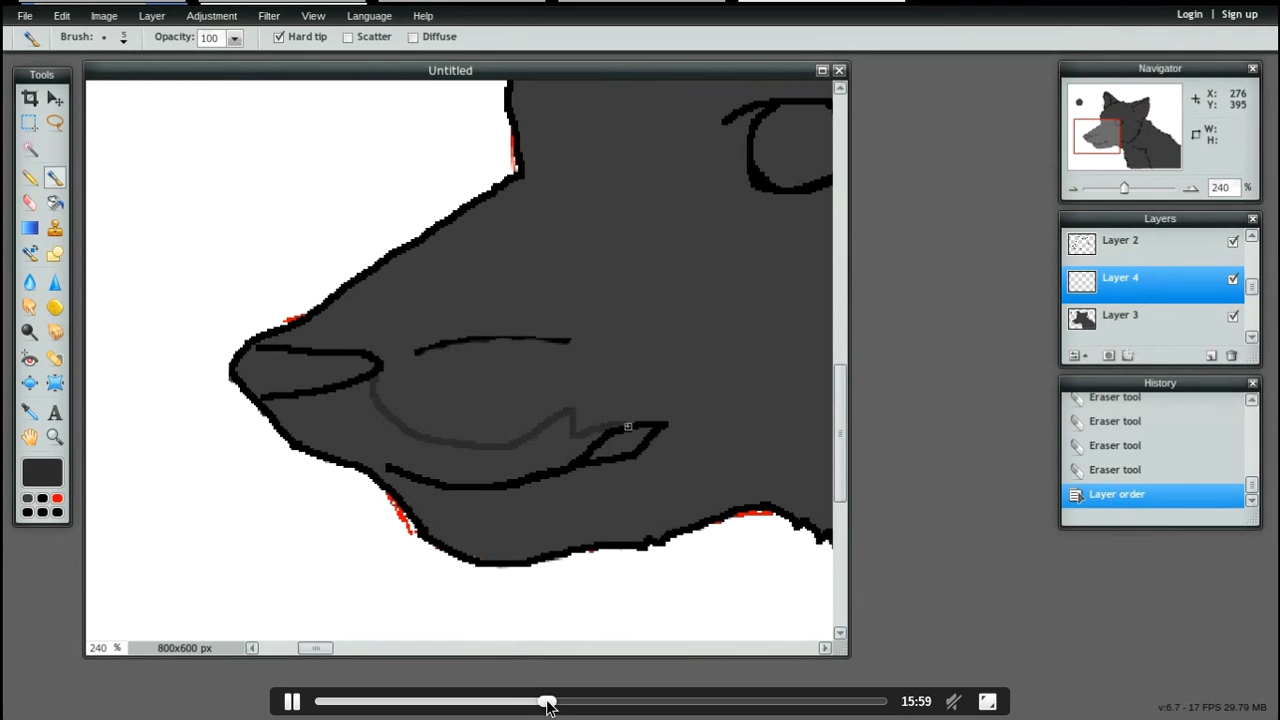 File Edit Image Layer Adjustment Filter View Language Help
Login | Sign up
Brush: 5 Opacity: 100 Hard tip Scatter Diffuse
Tools
Untitled
Navigator
X: 276
Y: 395
W:
H:
240 %
Layers
Layer 2
Layer 4
Layer 3
History
Eraser tool
Eraser tool
Eraser tool
Eraser tool
Layer order
A
240 % 800x600 px
15:59
v:6.7 - 17 FPS 29.79 MB